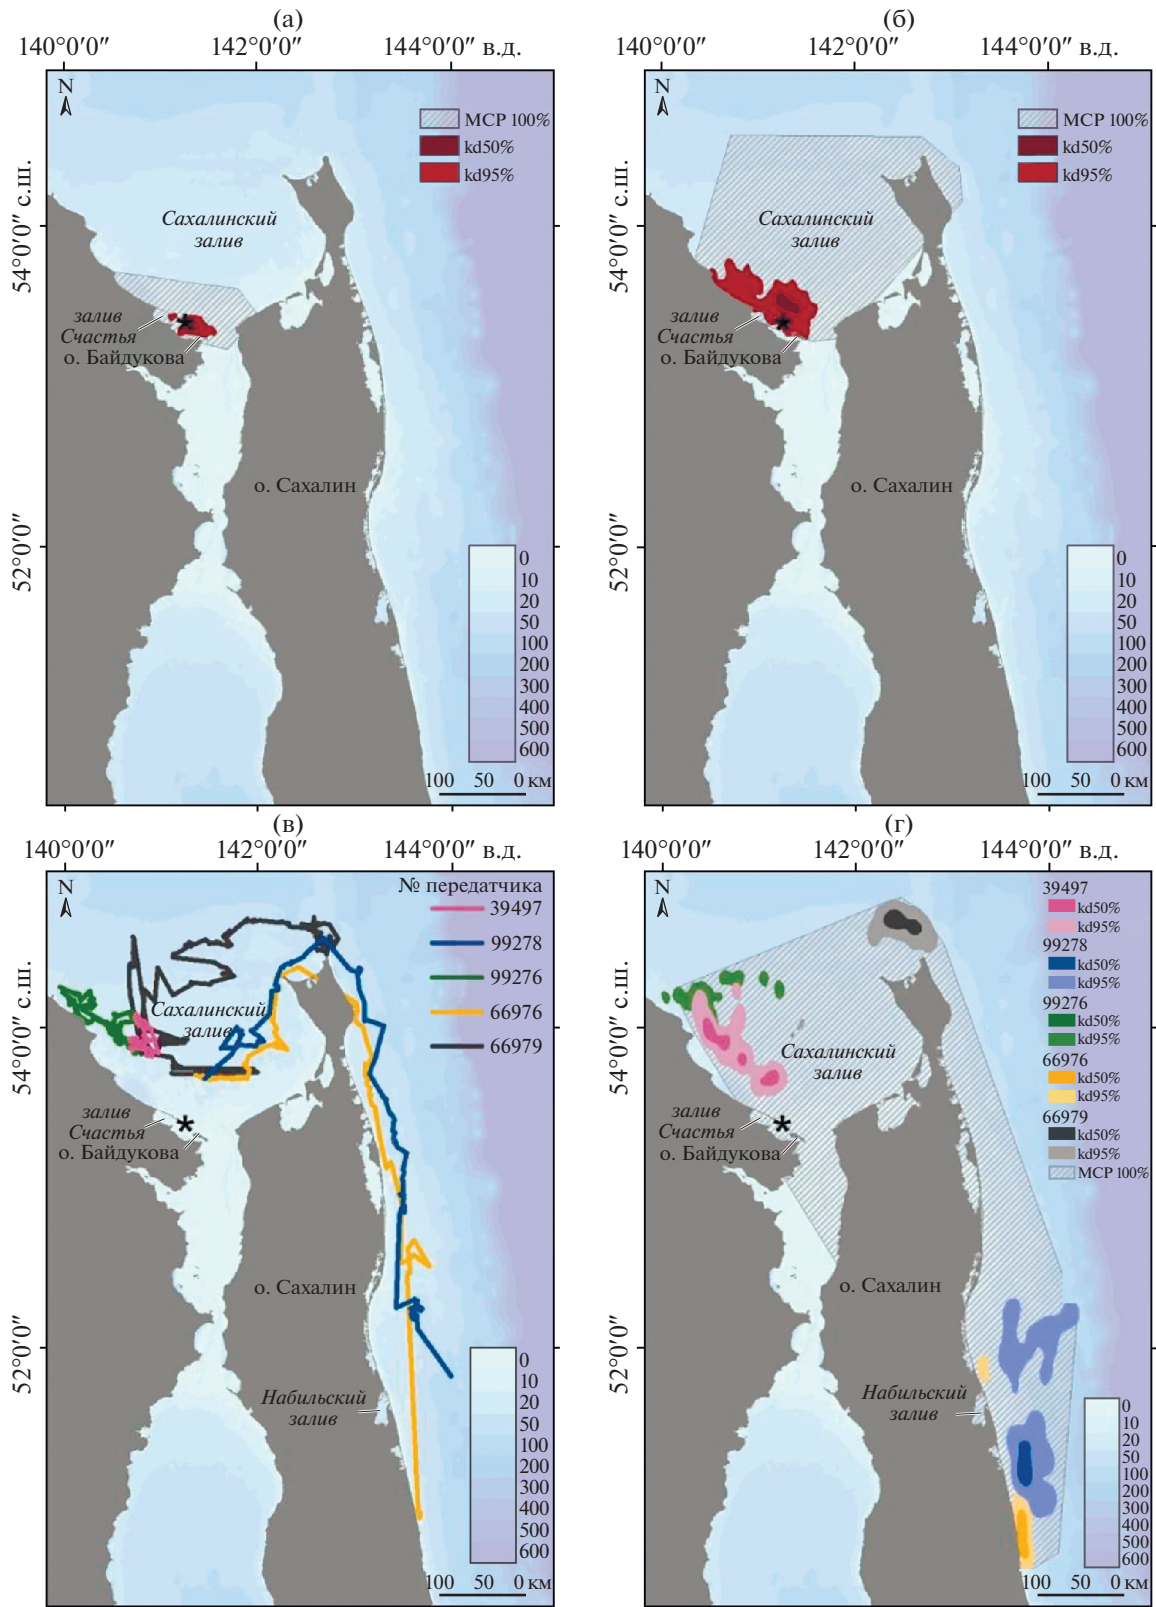 (а)
140°0′0″ 142°0′0″ 144°0′0″ в.д.
N
MCP 100%
kd50%
kd95%
54°0′0″ с.ш.
Сахалинский
залив
залив
Счастья
о. Байдукова
о. Сахалин
52°0′0″
0
10
20
50
100
200
300
400
500
600
100 50 0 км
(б)
140°0′0″ 142°0′0″ 144°0′0″ в.д.
N
MCP 100%
kd50%
kd95%
54°0′0″ с.ш.
Сахалинский
залив
залив
Счастья
о. Байдукова
о. Сахалин
52°0′0″
0
10
20
50
100
200
300
400
500
600
100 50 0 км
(в)
140°0′0″ 142°0′0″ 144°0′0″ в.д.
N
№ передатчика
39497
99278
99276
66976
66979
54°0′0″ с.ш.
Сахалинский
залив
залив
Счастья
о. Байдукова
о. Сахалин
52°0′0″
Набильский
залив
0
10
20
50
100
200
300
400
500
600
100 50 0 км
(г)
140°0′0″ 142°0′0″ 144°0′0″ в.д.
N
39497
kd50%
kd95%
99278
kd50%
kd95%
99276
kd50%
kd95%
66976
kd50%
kd95%
66979
kd50%
kd95%
MCP 100%
54°0′0″ с.ш.
Сахалинский
залив
залив
Счастья
о. Байдукова
о. Сахалин
52°0′0″
Набильский
залив
0
10
20
50
100
200
300
400
500
600
100 50 0 км